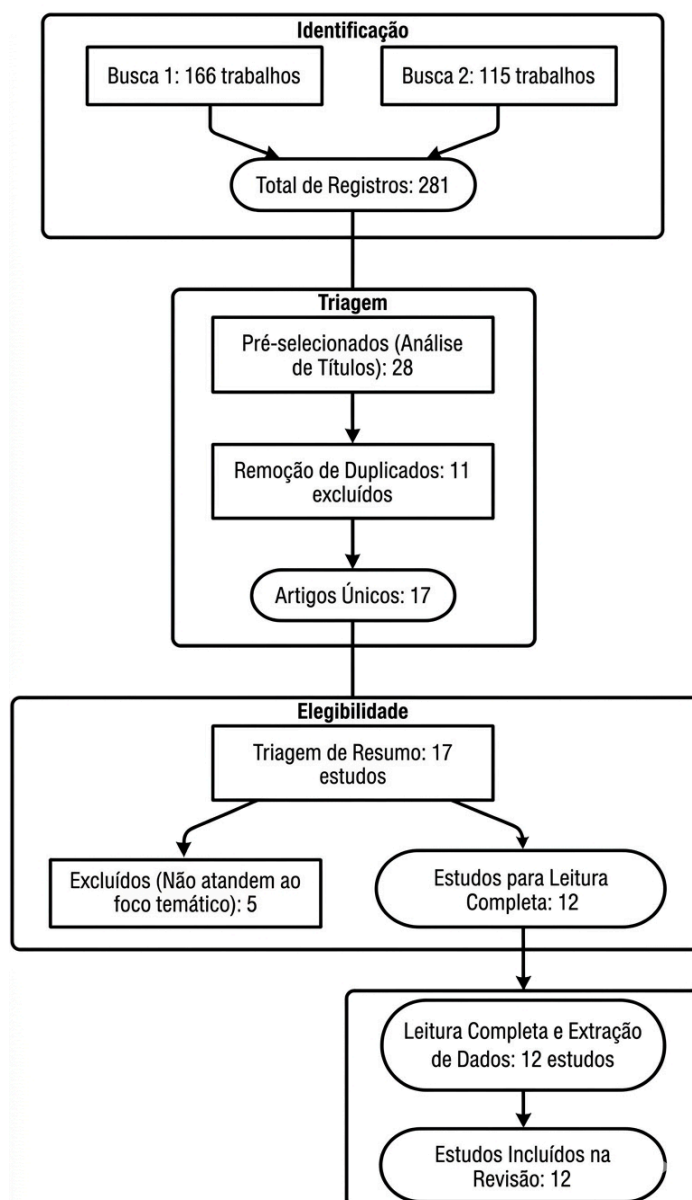 Identificação
Busca 1: 166 trabalhos
Busca 2: 115 trabalhos
Total de Registros: 281
Triagem
Pré-selecionados (Análise
de Títulos): 28
Remoção de Duplicados: 11
excluídos
Artigos Únicos: 17
Elegibilidade
Triagem de Resumo: 17
estudos
Excluídos (Não atandem ao
foco temático): 5
Estudos para Leitura
Completa: 12
Leitura Completa e Extração
de Dados: 12 estudos
Estudos Incluídos na
Revisão: 12